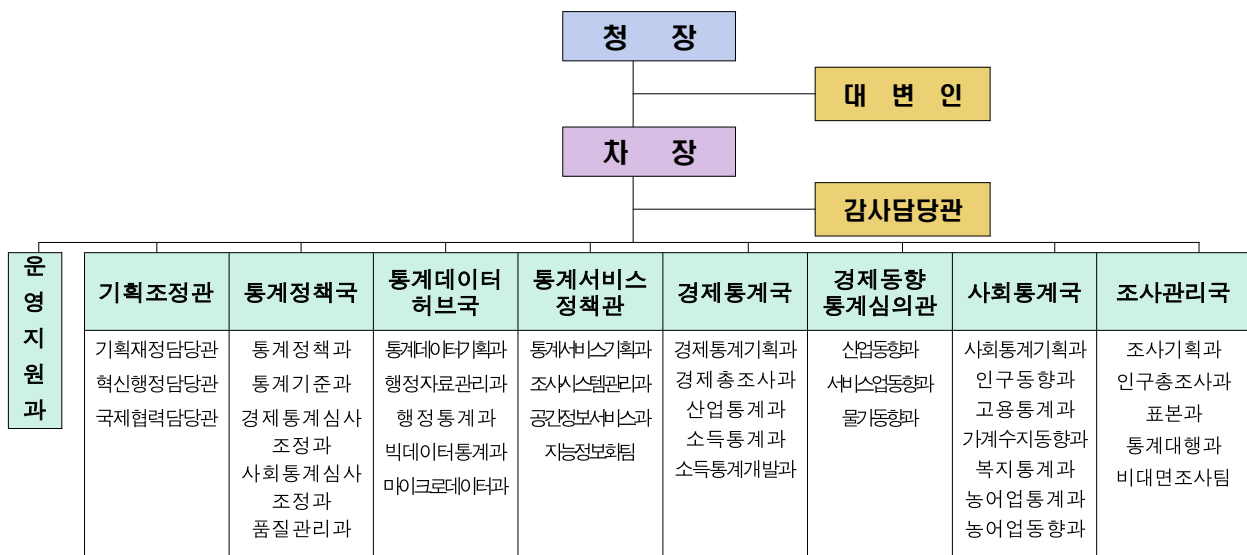 청 장
대 변 인
차 장
감사담당관
운
영
지
원
과
기획조정관
기획재정담당관
혁신행정담당관
국제협력담당관
통계정책국
통계정책과
통계기준과
경제통계심사
조정과
사회통계심사
조정과
품질관리과
통계데이터
허브국
통계데이터기획과
행정자료관리과
행정통계과
빅데이터통계과
마이크로데이터과
통계서비스
정책관
통계서비스기획과
조사시스템관리과
공간정보서비스과
지능정보화팀
경제통계국
경제통계기획과
경제총조사과
산업통계과
소득통계과
소득통계개발과
경제동향
통계심의관
산업동향과
서비스업동향과
물가동향과
사회통계국
사회통계기획과
인구동향과
고용통계과
가계수지동향과
복지통계과
농어업통계과
농어업동향과
조사관리국
조사기획과
인구총조사과
표본과
통계대행과
비대면조사팀